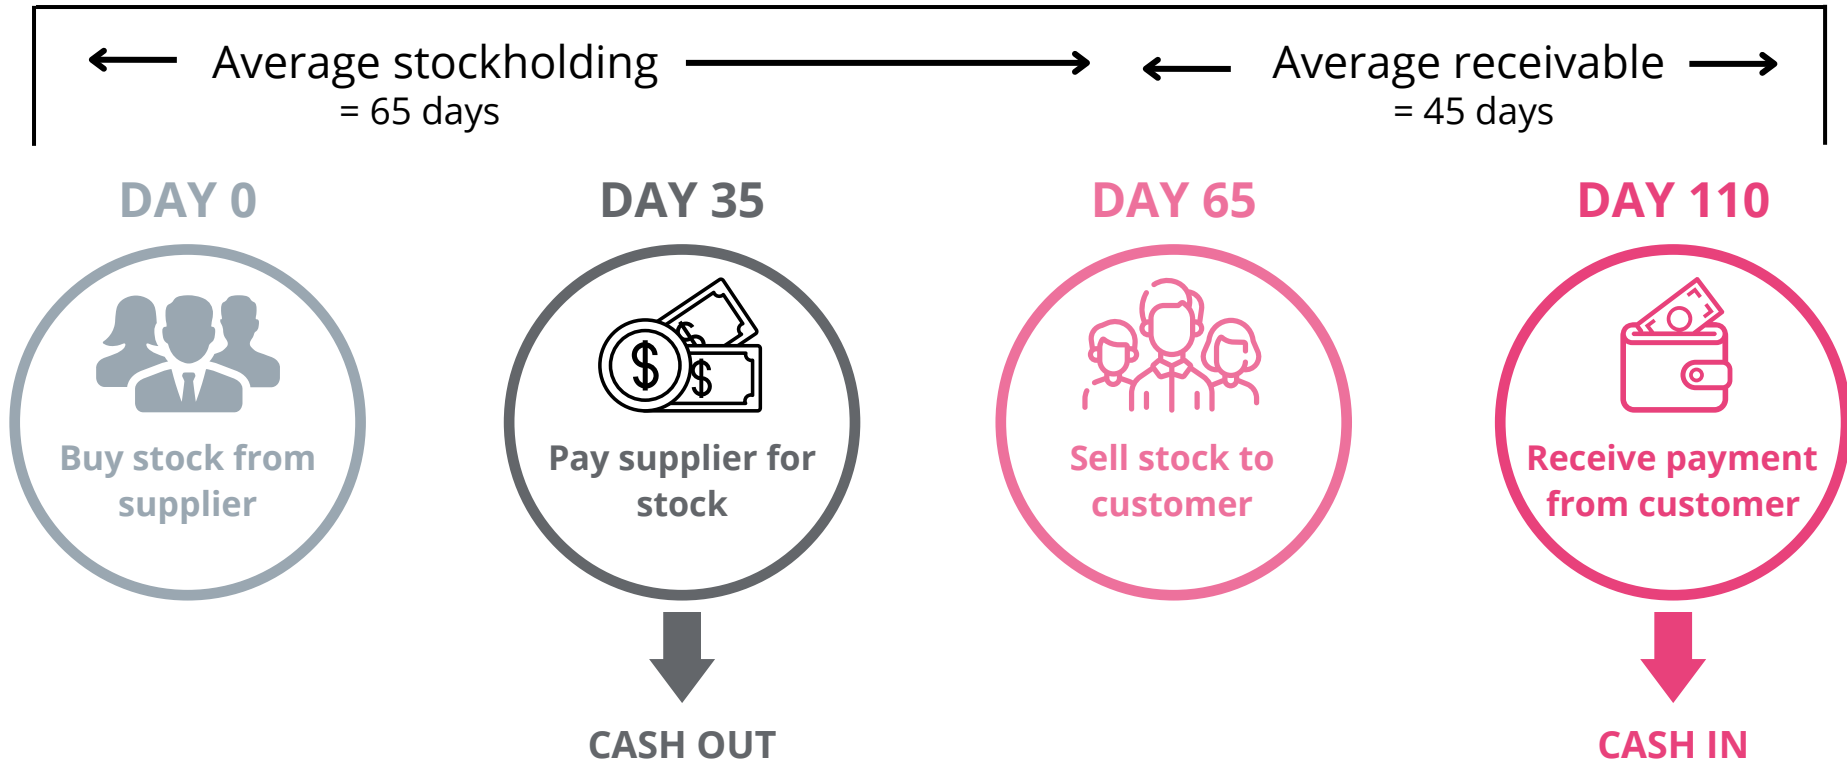 Average stockholding
= 65 days
Average receivable
= 45 days
DAY 0
DAY 35
DAY 65
DAY 110
$
$
$
Buy stock from
supplier
Pay supplier for
stock
Sell stock to
customer
Receive payment
from customer
CASH OUT
CASH IN